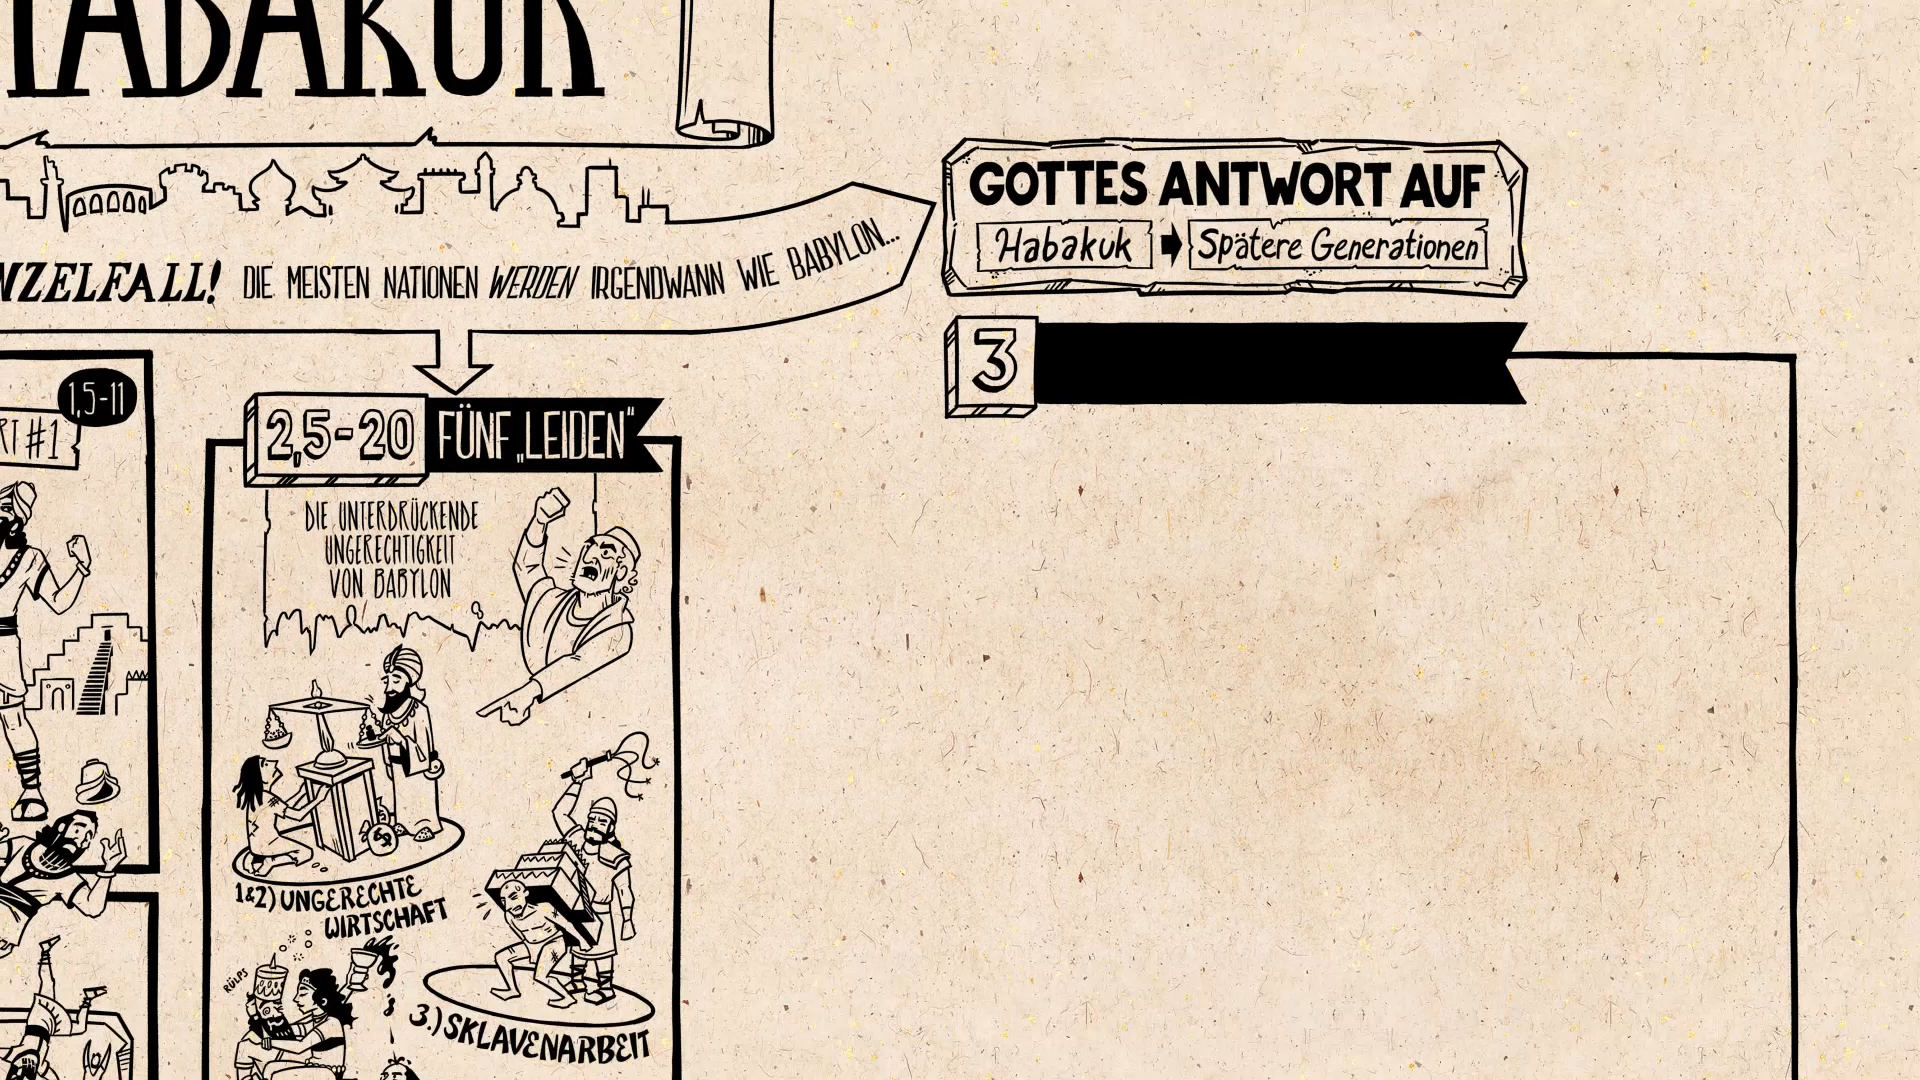 HABAKUK
NZELFALL! DIE MEISTEN NATIONEN WERDEN IRGENDWANN WIE BABYLON...
GOTTES ANTWORT AUF
Habakuk Spätere Generationen
3
1,5-11
RT #1
2,5-20 FÜNF „LEIDEN“
DIE UNTERDRÜCKENDE
UNGERECHTIGKEIT
VON BABYLON
1&2) UNGERECHTE
WIRTSCHAFT
RÜLPS
3.) SKLAVENARBEIT